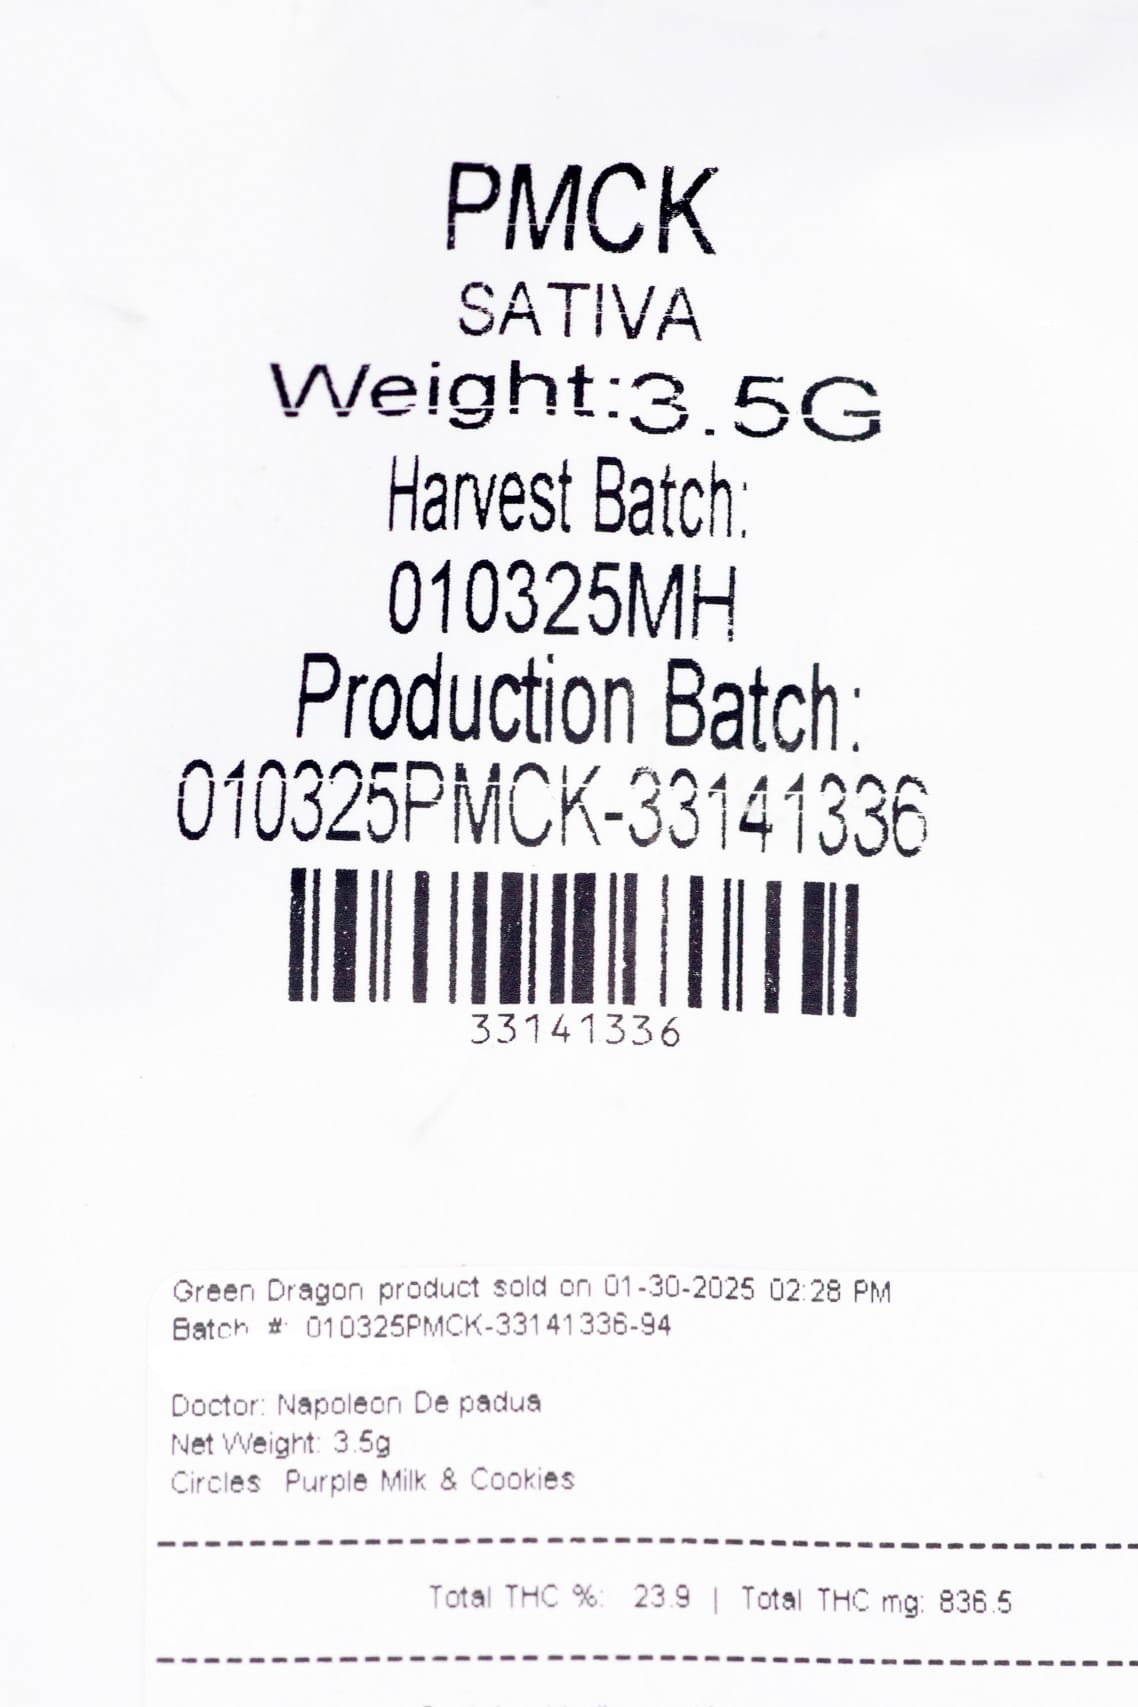 PMCK
SATIVA
Weight:3.5G
Harvest Batch:
010325MH
Production Batch:
010325PMCK-33141336
33141336
Green Dragon product sold on 01-30-2025 02:28 PM
Batch #: 010325PMCK-33141336-94
Doctor: Napoleon De padua
Net Weight: 3.5g
Circles Purple Milk & Cookies
Total THC %: 23.9 | Total THC mg: 836.5